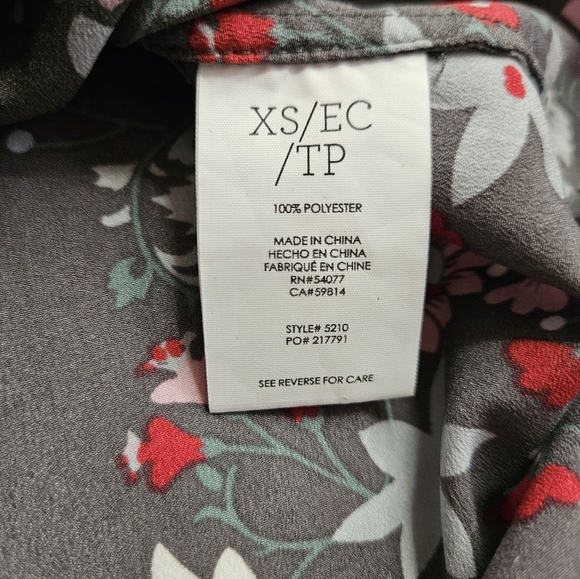 XS/EC
/TP
100% POLYESTER
MADE IN CHINA
HECHO EN CHINA
FABRIQUÉ EN CHINE
RN#54077
CA#59814
STYLE# 5210
PO# 217791
SEE REVERSE FOR CARE